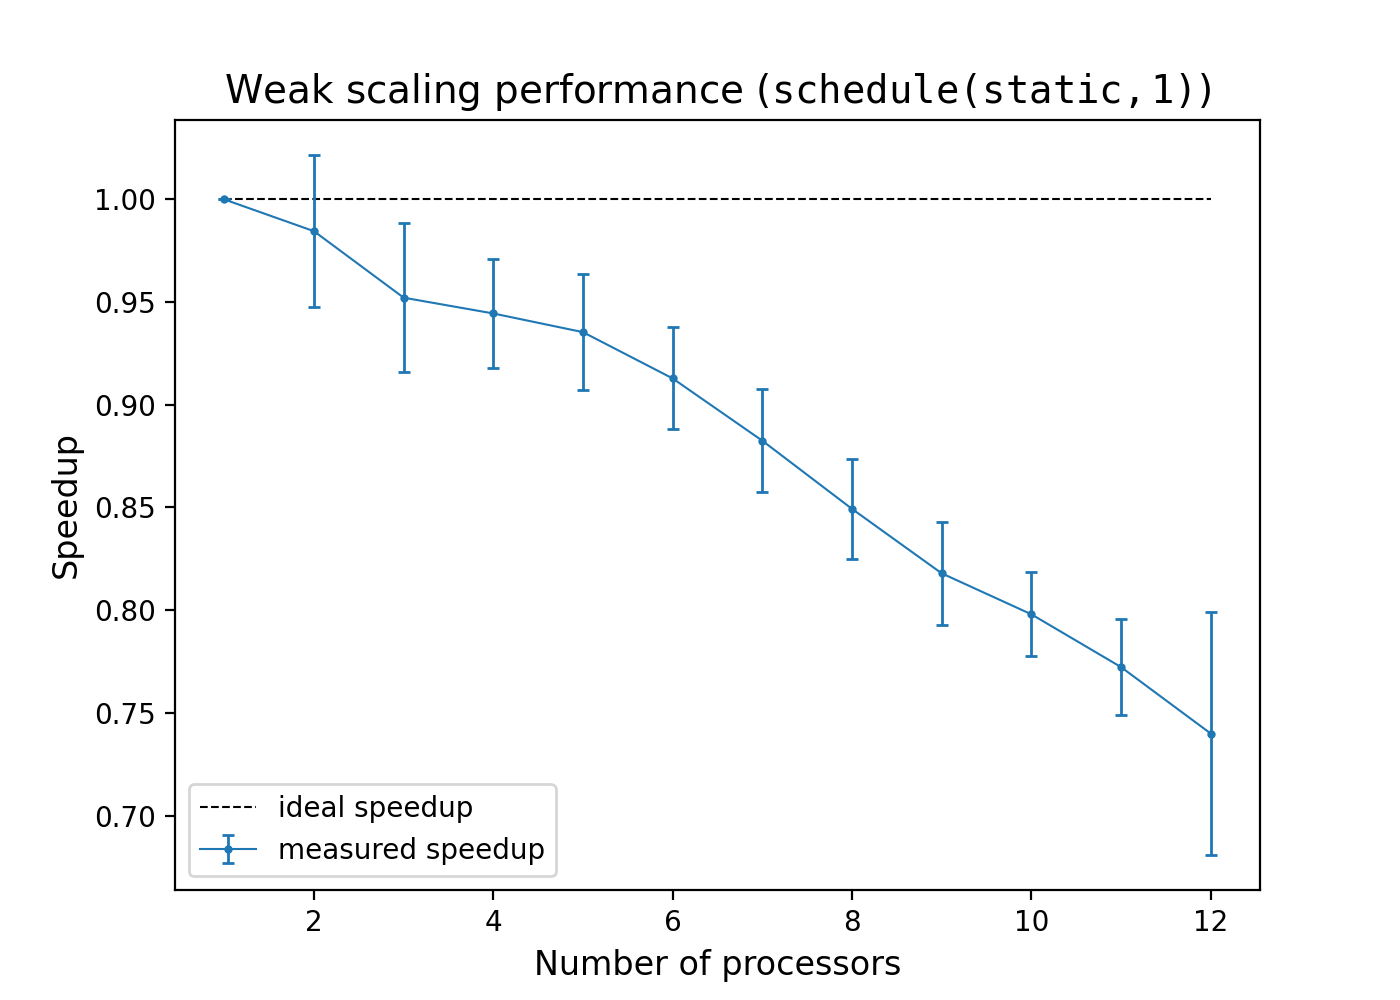 Weak scaling performance (schedule(static,1))
Speedup
1.00
0.95
0.90
0.85
0.80
0.75
0.70
ideal speedup
measured speedup
2 4 6 8 10 12
Number of processors